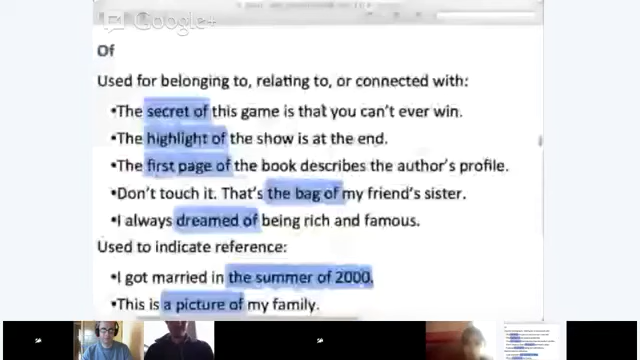 Google+
Of
Used for belonging to, relating to, or connected with:
•The secret of this game is that you can't ever win.
•The highlight of the show is at the end.
•The first page of the book describes the author's profile.
•Don't touch it. That's the bag of my friend's sister.
•I always dreamed of being rich and famous.
Used to indicate reference:
•I got married in the summer of 2000.
•This is a picture of my family.